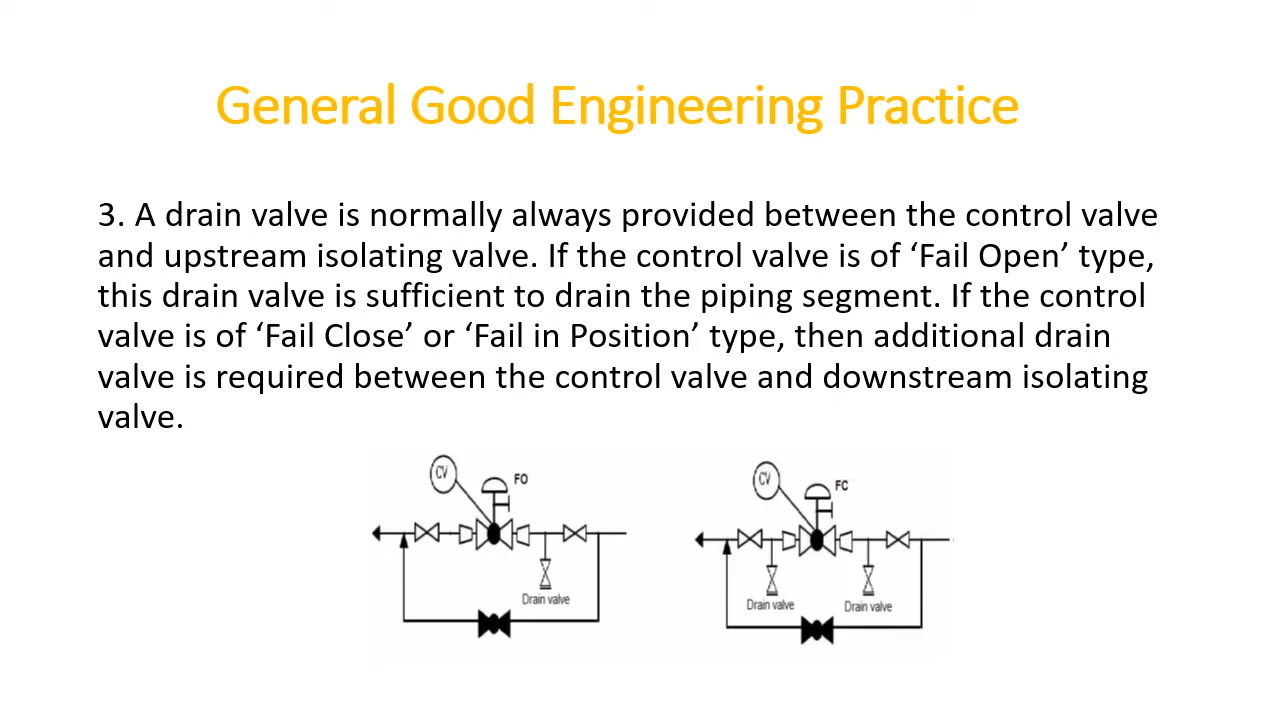 General Good Engineering Practice
3. A drain valve is normally always provided between the control valve
and upstream isolating valve. If the control valve is of ‘Fail Open’ type,
this drain valve is sufficient to drain the piping segment. If the control
valve is of ‘Fail Close’ or ‘Fail in Position’ type, then additional drain
valve is required between the control valve and downstream isolating
valve.
CV
FO
Drain valve
CV
FC
Drain valve
Drain valve